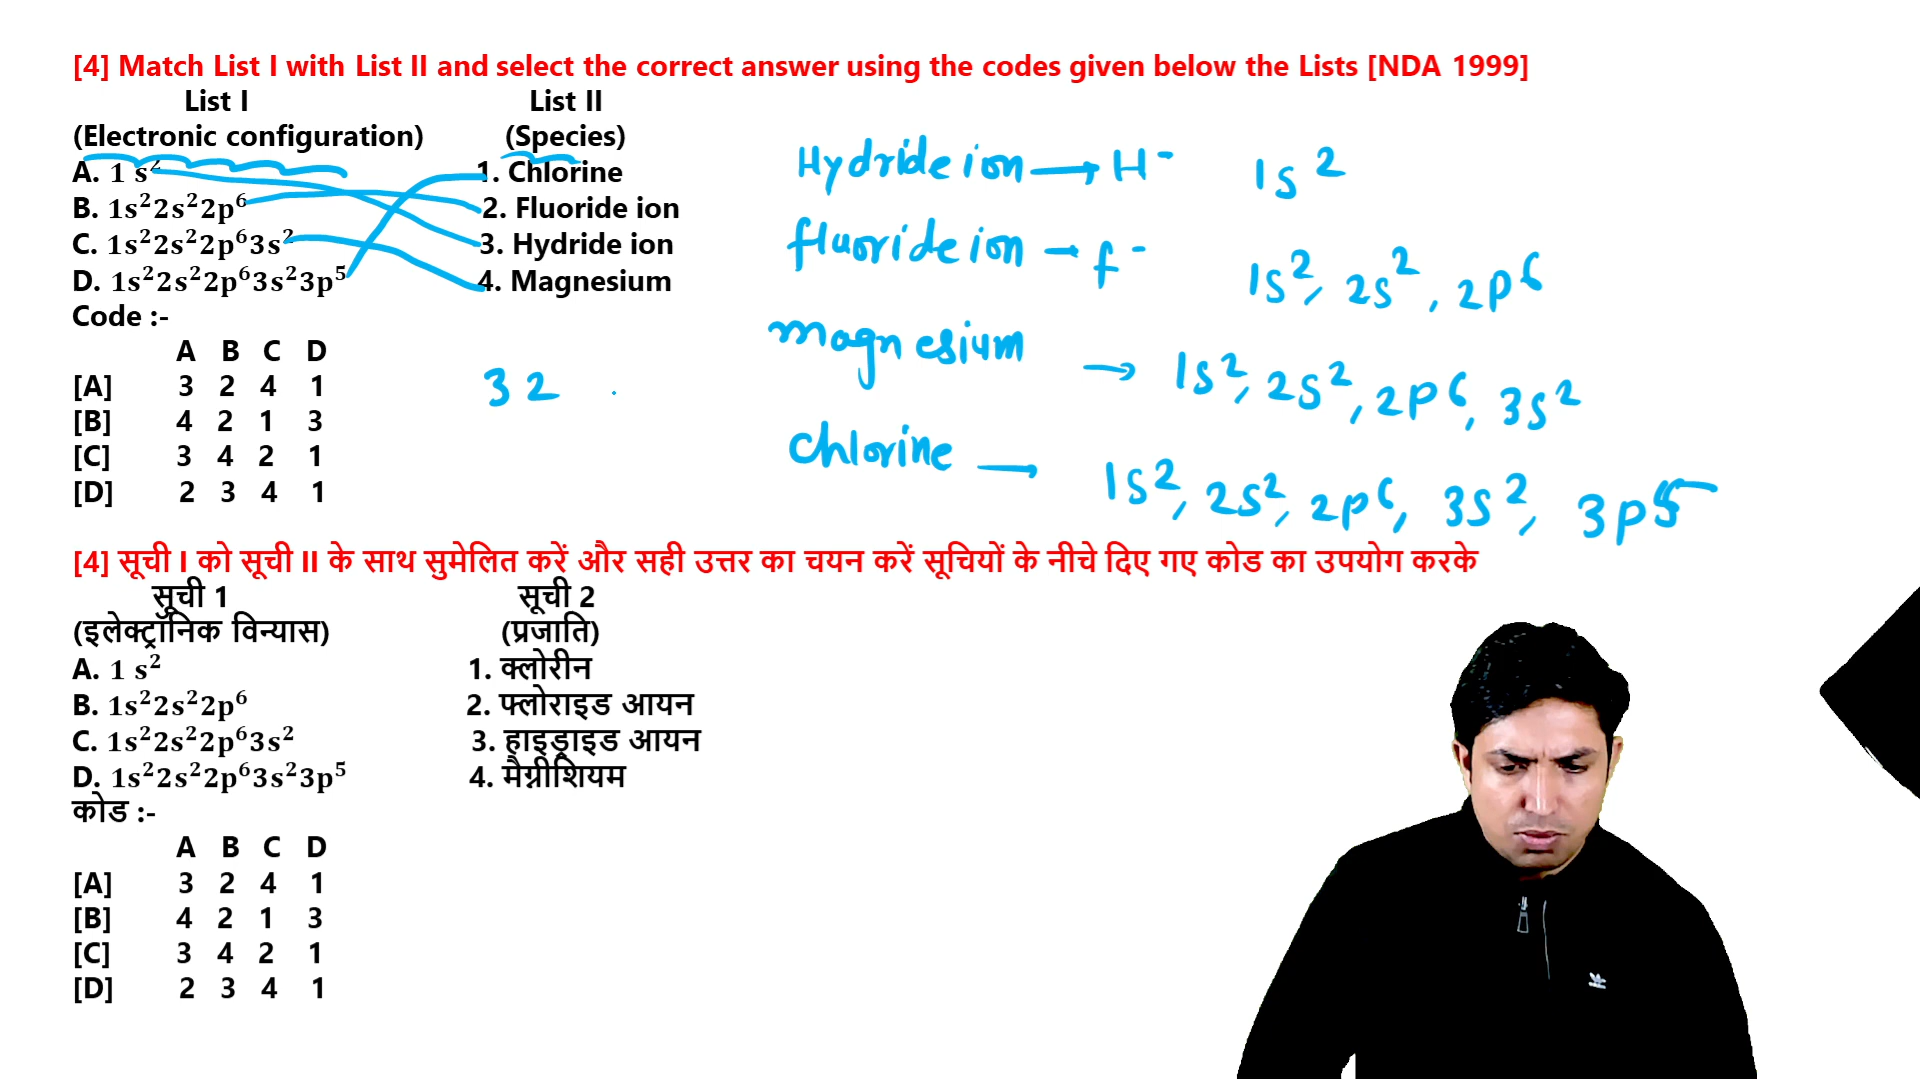 [4] Match List I with List II and select the correct answer using the codes given below the Lists [NDA 1999]
List I List II
(Electronic configuration) (Species)
A. 1 s² 1. Chlorine
B. 1s²2s²2p⁶ 2. Fluoride ion
C. 1s²2s²2p⁶3s² 3. Hydride ion
D. 1s²2s²2p⁶3s²3p⁵ 4. Magnesium
Code :-
A B C D
[A] 3 2 4 1
[B] 4 2 1 3
[C] 3 4 2 1
[D] 2 3 4 1
3 2
Hydride ion → H⁻ 1s²
fluoride ion → f⁻ 1s², 2s², 2p⁶
magnesium → 1s², 2s², 2p⁶, 3s²
Chlorine → 1s², 2s², 2p⁶, 3s², 3p⁵
[4] सूची I को सूची II के साथ सुमेलित करें और सही उत्तर का चयन करें सूचियों के नीचे दिए गए कोड का उपयोग करके
सूची 1 सूची 2
(इलेक्ट्रॉनिक विन्यास) (प्रजाति)
A. 1 s² 1. क्लोरीन
B. 1s²2s²2p⁶ 2. फ्लोराइड आयन
C. 1s²2s²2p⁶3s² 3. हाइड्राइड आयन
D. 1s²2s²2p⁶3s²3p⁵ 4. मैग्नीशियम
कोड :-
A B C D
[A] 3 2 4 1
[B] 4 2 1 3
[C] 3 4 2 1
[D] 2 3 4 1